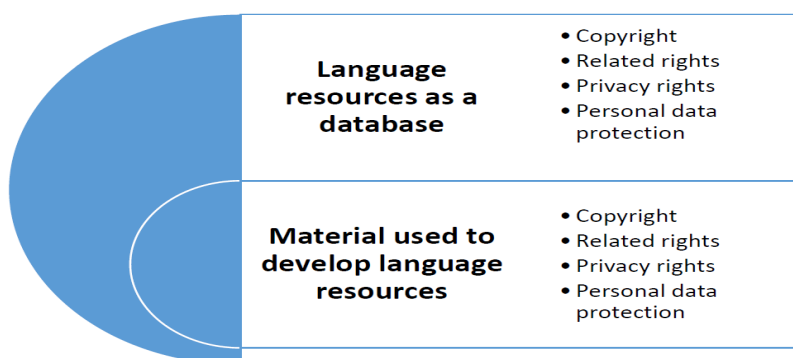 Language
resources as a
database
• Copyright
• Related rights
• Privacy rights
• Personal data
protection
Material used to
develop language
resources
• Copyright
• Related rights
• Privacy rights
• Personal data
protection